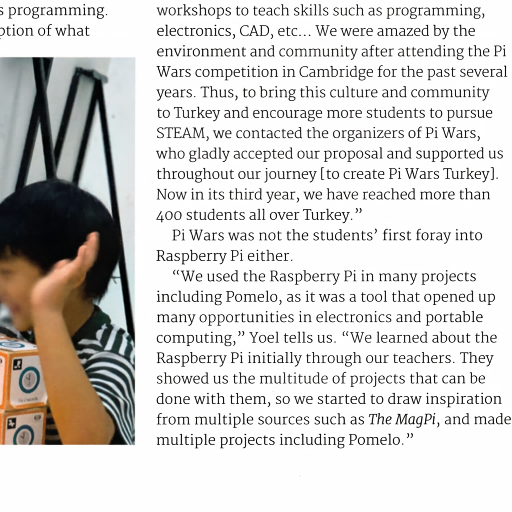 s programming.
ption of what
workshops to teach skills such as programming,
electronics, CAD, etc... We were amazed by the
environment and community after attending the Pi
Wars competition in Cambridge for the past several
years. Thus, to bring this culture and community
to Turkey and encourage more students to pursue
STEAM, we contacted the organizers of Pi Wars,
who gladly accepted our proposal and supported us
throughout our journey [to create Pi Wars Turkey].
Now in its third year, we have reached more than
400 students all over Turkey.”
Pi Wars was not the students’ first foray into
Raspberry Pi either.
“We used the Raspberry Pi in many projects
including Pomelo, as it was a tool that opened up
many opportunities in electronics and portable
computing,” Yoel tells us. “We learned about the
Raspberry Pi initially through our teachers. They
showed us the multitude of projects that can be
done with them, so we started to draw inspiration
from multiple sources such as The MagPi, and made
multiple projects including Pomelo.”